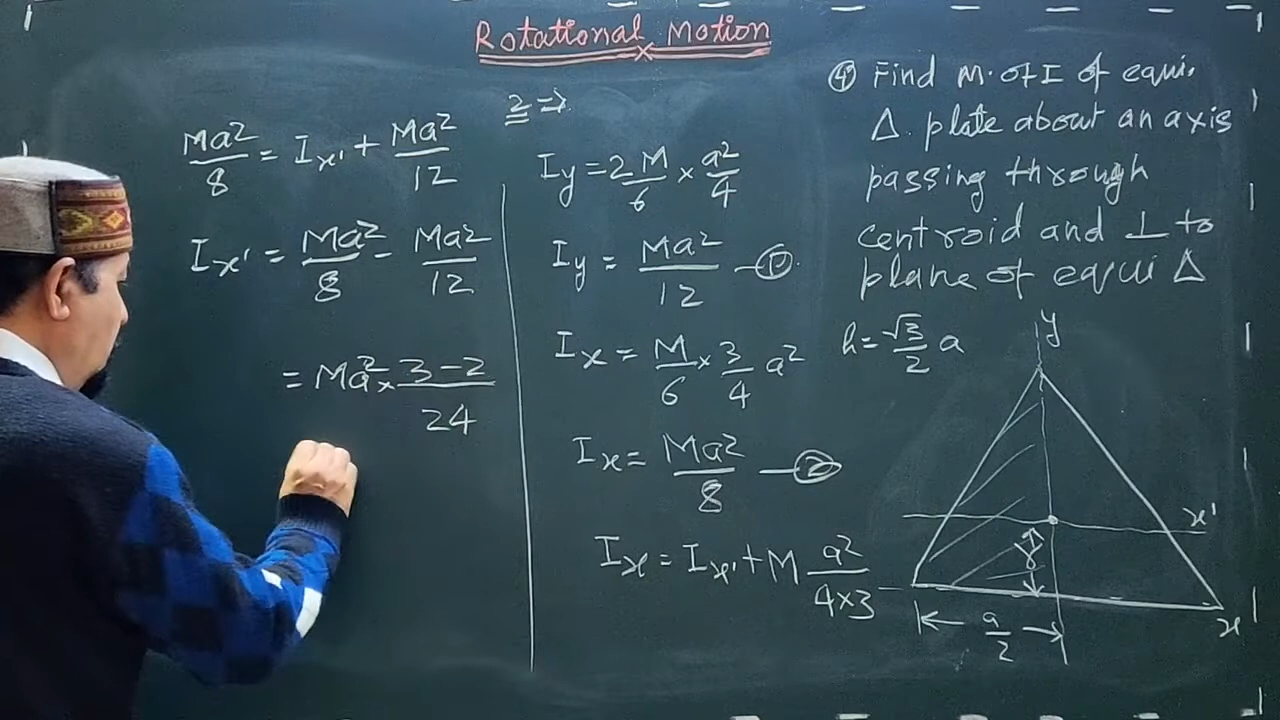 Rotational Motion
2 ⇒
Ma²/8 = Ix' + Ma²/12
Ix' = Ma²/8 - Ma²/12
= Ma² × (3-2)/24
Iy = 2 M/6 × a²/4
Iy = Ma²/12 —①
Ix = M/6 × 3/4 a²
Ix = Ma²/8 —②
Ix = Ix' + M a²/(4×3)
④ Find M. of I of equi.
Δ. plate about an axis
passing through
centroid and ⊥ to
plane of equi Δ
h = √3/2 a
y
x'
r
x
a/2